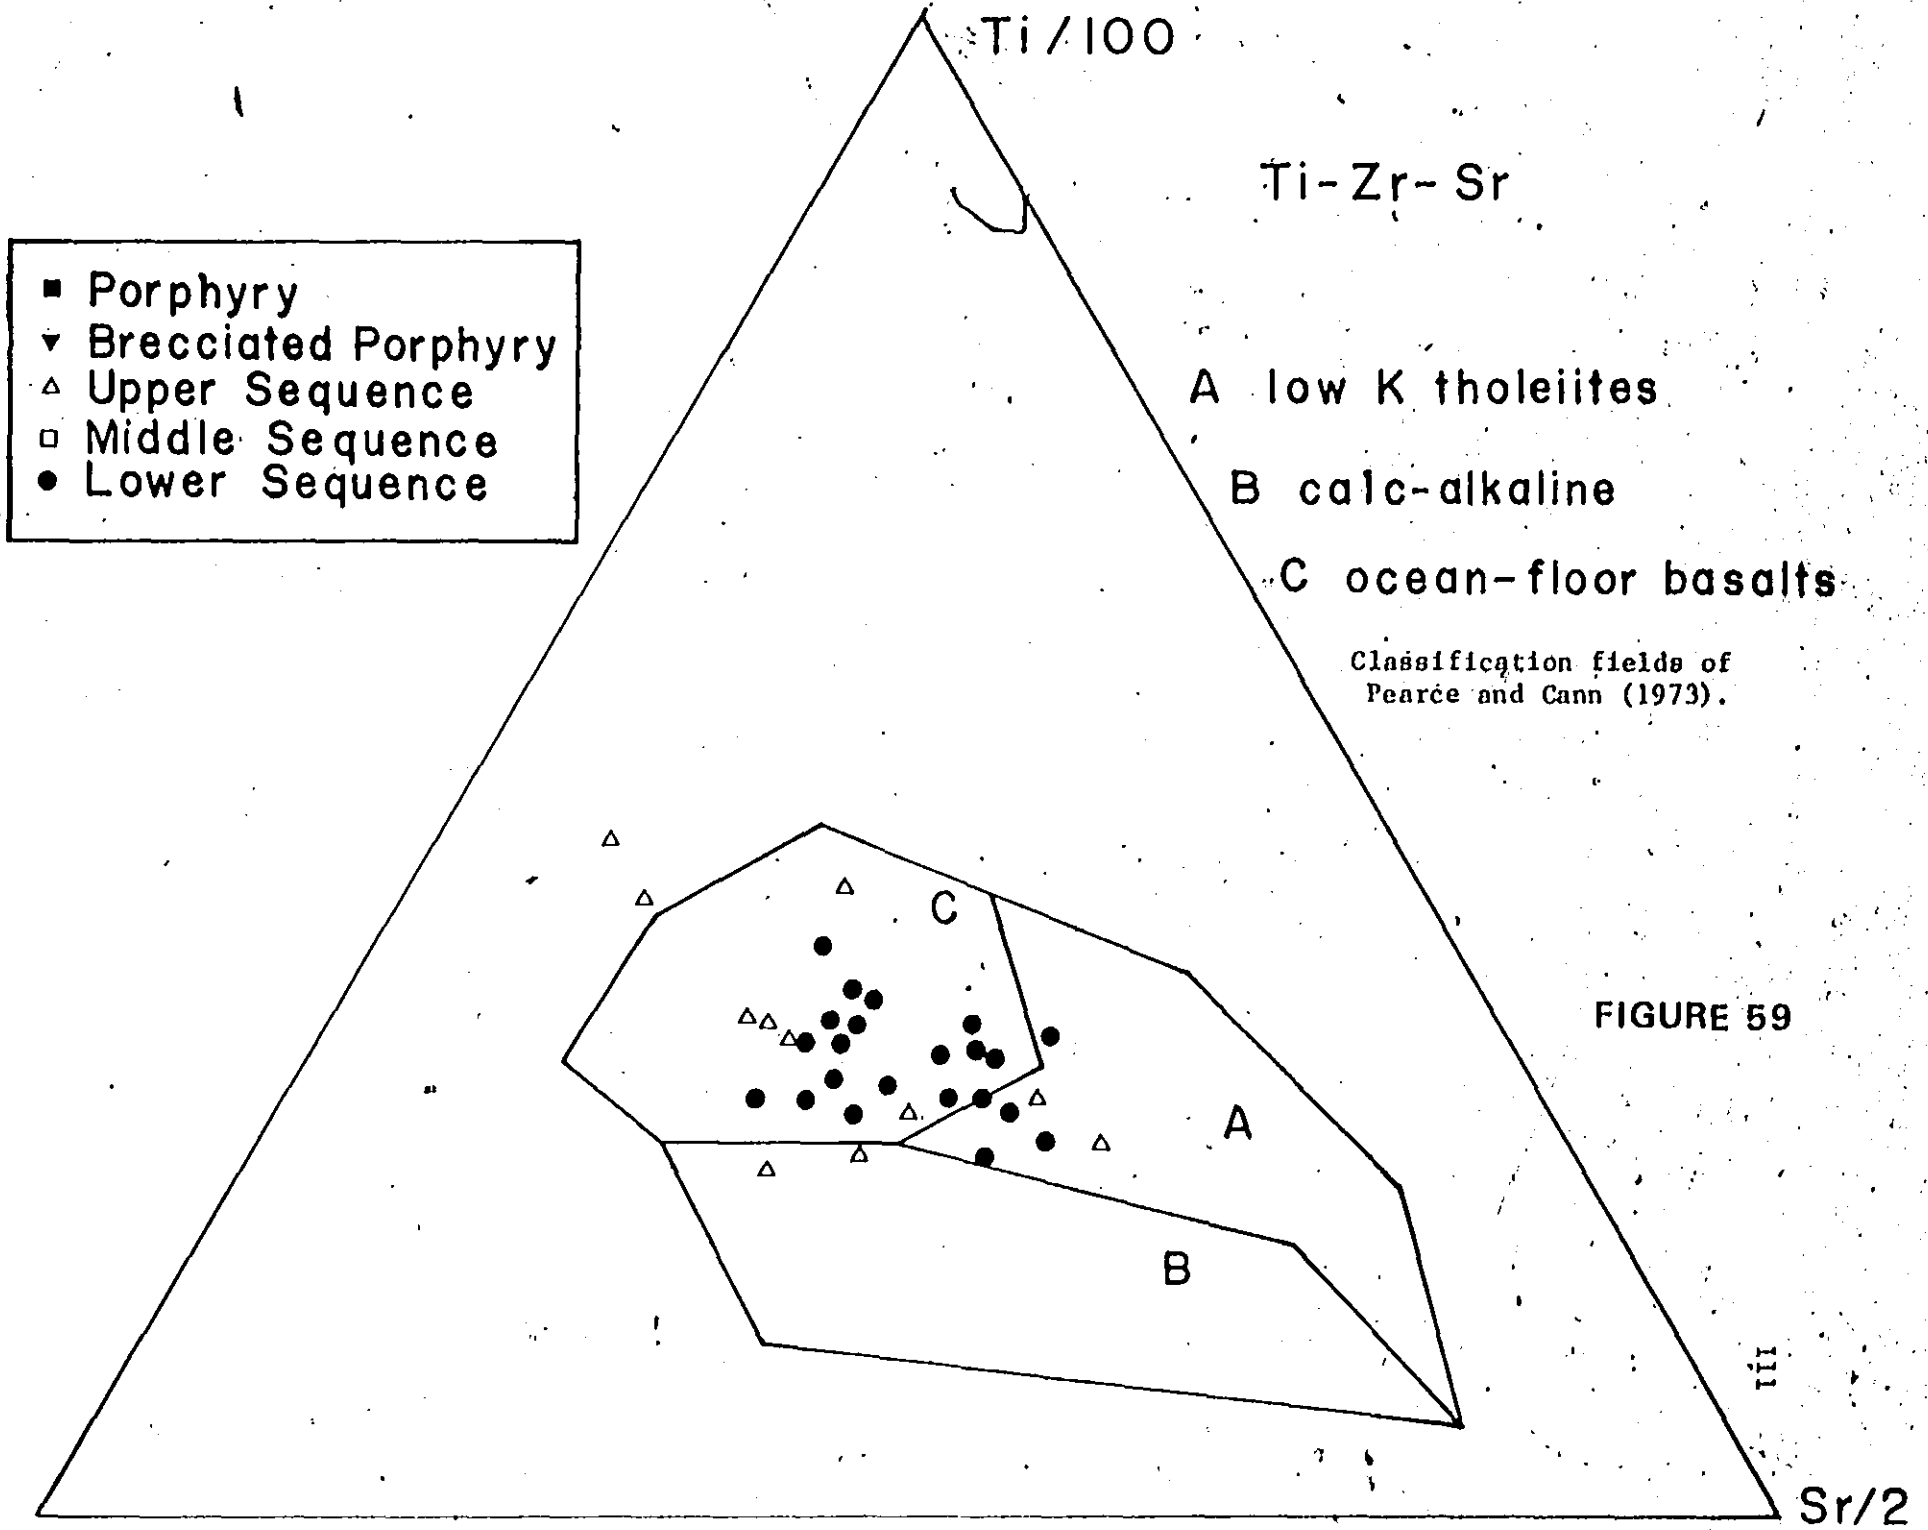 Ti/100
Ti-Zr-Sr
■ Porphyry
▼ Brecciated Porphyry
△ Upper Sequence
□ Middle Sequence
● Lower Sequence
A low K tholeiites
B calc-alkaline
C ocean-floor basalts
Classification fields of
Pearce and Cann (1973).
C
A
B
FIGURE 59
111
Sr/2